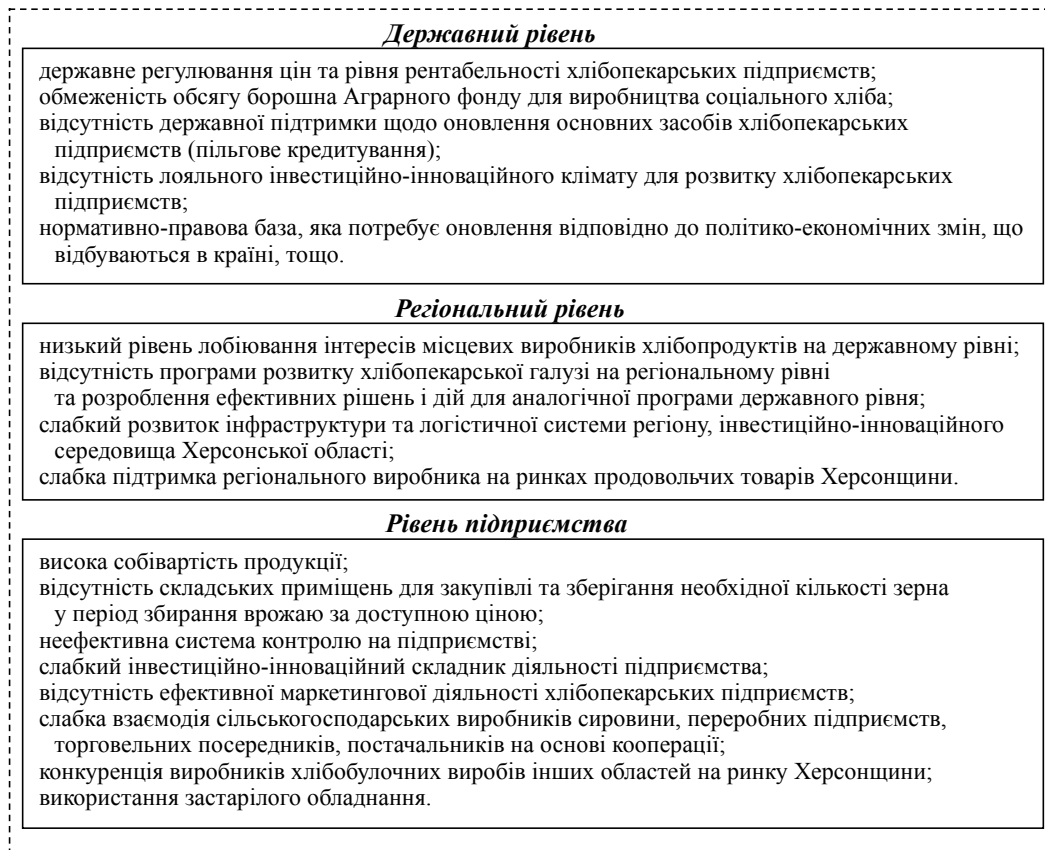 Державний рівень
державне регулювання цін та рівня рентабельності хлібопекарських підприємств;
обмеженість обсягу борошна Аграрного фонду для виробництва соціального хліба;
відсутність державної підтримки щодо оновлення основних засобів хлібопекарських
підприємств (пільгове кредитування);
відсутність лояльного інвестиційно-інноваційного клімату для розвитку хлібопекарських
підприємств;
нормативно-правова база, яка потребує оновлення відповідно до політико-економічних змін, що
відбуваються в країні, тощо.
Регіональний рівень
низький рівень лобіювання інтересів місцевих виробників хлібопродуктів на державному рівні;
відсутність програми розвитку хлібопекарської галузі на регіональному рівні
та розроблення ефективних рішень і дій для аналогічної програми державного рівня;
слабкий розвиток інфраструктури та логістичної системи регіону, інвестиційно-інноваційного
середовища Херсонської області;
слабка підтримка регіонального виробника на ринках продовольчих товарів Херсонщини.
Рівень підприємства
висока собівартість продукції;
відсутність складських приміщень для закупівлі та зберігання необхідної кількості зерна
у період збирання врожаю за доступною ціною;
неефективна система контролю на підприємстві;
слабкий інвестиційно-інноваційний складник діяльності підприємства;
відсутність ефективної маркетингової діяльності хлібопекарських підприємств;
слабка взаємодія сільськогосподарських виробників сировини, переробних підприємств,
торговельних посередників, постачальників на основі кооперації;
конкуренція виробників хлібобулочних виробів інших областей на ринку Херсонщини;
використання застарілого обладнання.